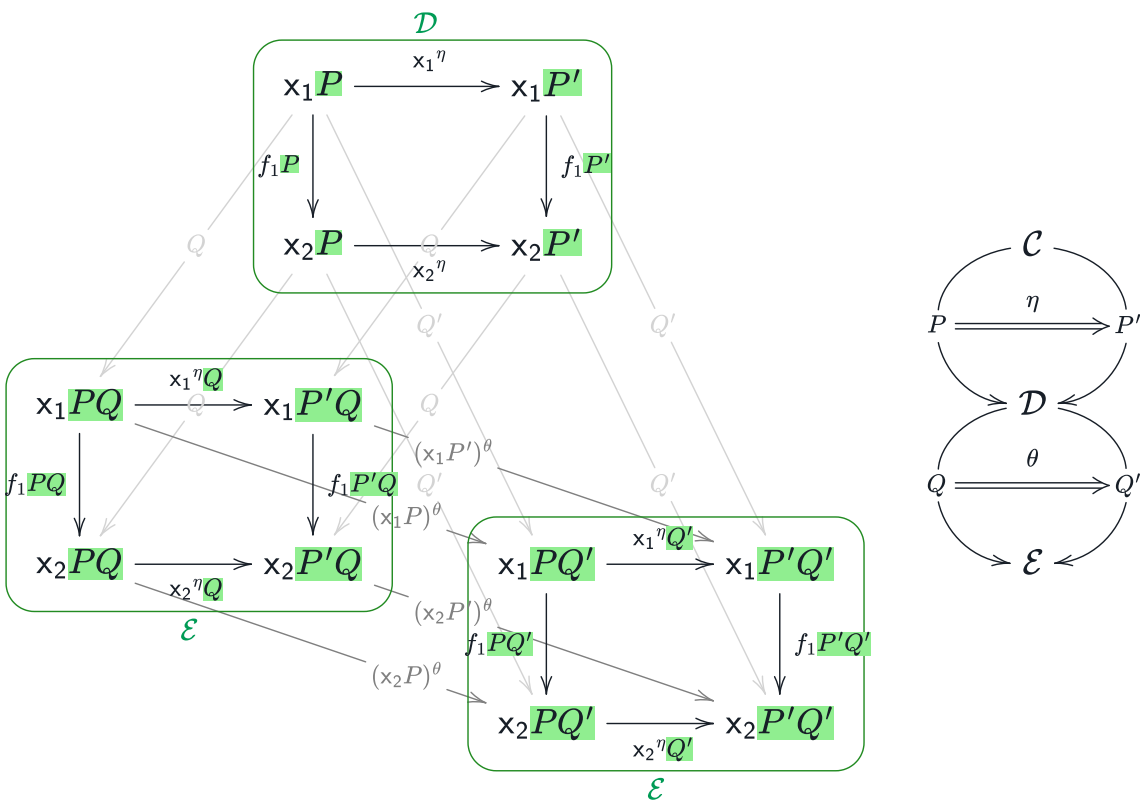 𝒟
x₁P x₁^η x₁P′
f₁P f₁P′
Q Q
x₂P x₂^η x₂P′
Q′ Q′
𝒞
P η P′
𝒟
x₁PQ x₁^ηQ x₁P′Q
Q Q
(x₁P′)^θ
f₁PQ f₁P′Q
Q′ Q′
Q θ Q′
(x₁P)^θ
x₂PQ x₂^ηQ x₂P′Q
x₁PQ′ x₁^ηQ′ x₁P′Q′
ℰ
(x₂P′)^θ
ℰ
f₁PQ′ f₁P′Q′
(x₂P)^θ
x₂PQ′ x₂^ηQ′ x₂P′Q′
ℰ